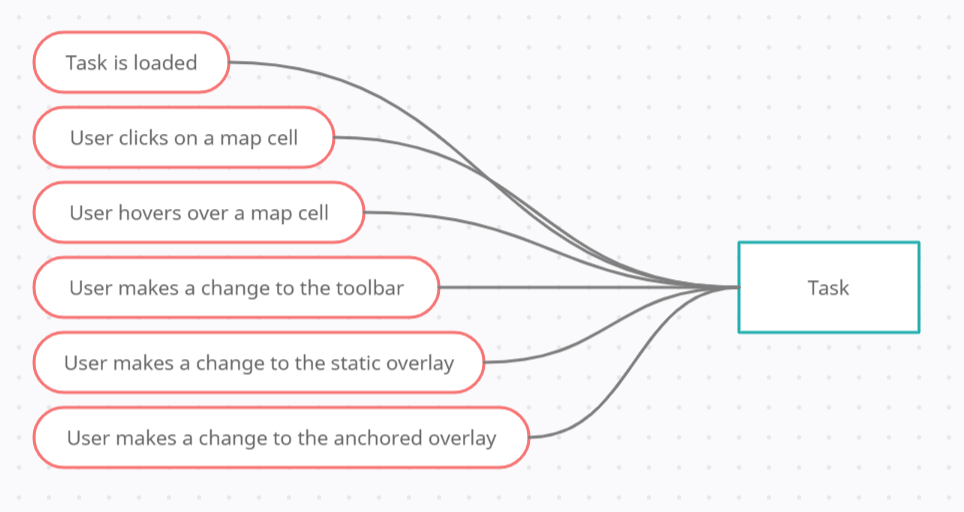 Task is loaded
User clicks on a map cell
User hovers over a map cell
User makes a change to the toolbar
Task
User makes a change to the static overlay
User makes a change to the anchored overlay